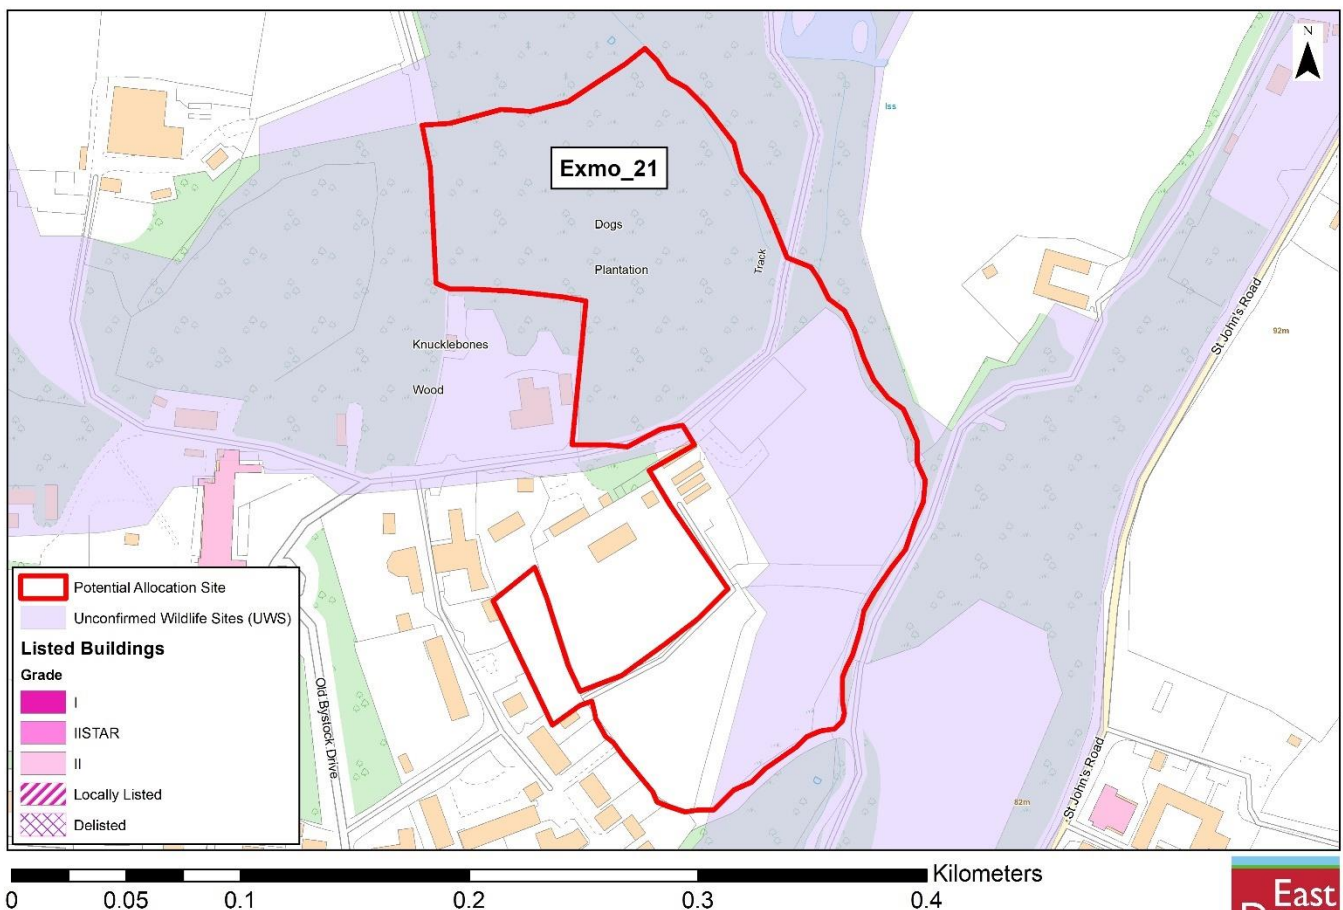 N
lss
Exmo_21
Dogs
Plantation
Track
St John's Road
92m
Knucklebones
Wood
Old Bystock Drive
St John's Road
82m
Potential Allocation Site
Unconfirmed Wildlife Sites (UWS)
Listed Buildings
Grade
I
IISTAR
II
Locally Listed
Delisted
Kilometers
0 0.05 0.1 0.2 0.3 0.4
East